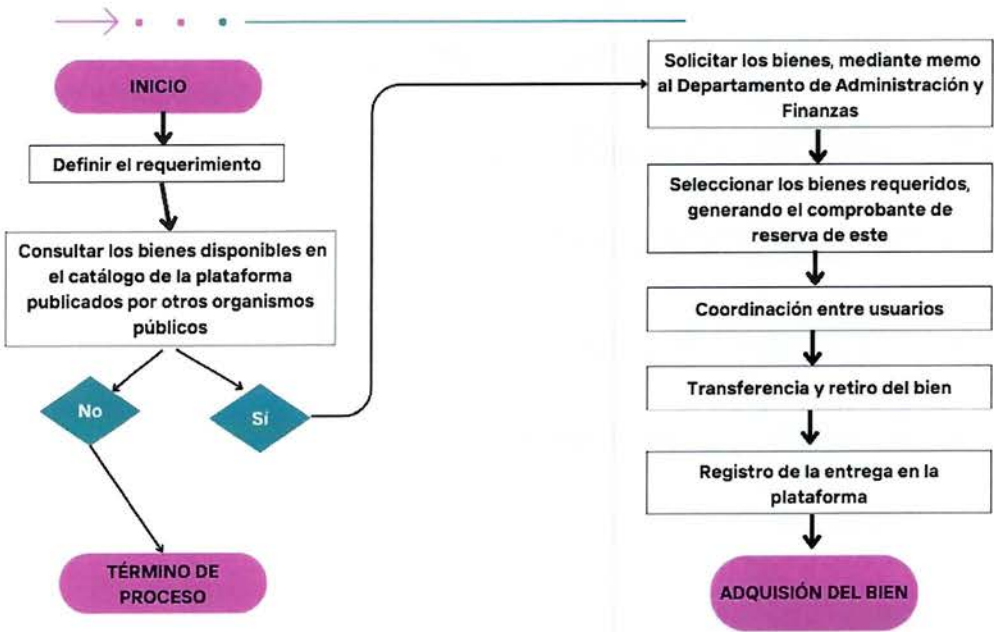 INICIO
Definir el requerimiento
Consultar los bienes disponibles en
el catálogo de la plataforma
publicados por otros organismos
públicos
No
Sí
TÉRMINO DE
PROCESO
Solicitar los bienes, mediante memo
al Departamento de Administración y
Finanzas
Seleccionar los bienes requeridos,
generando el comprobante de
reserva de este
Coordinación entre usuarios
Transferencia y retiro del bien
Registro de la entrega en la
plataforma
ADQUISIÓN DEL BIEN